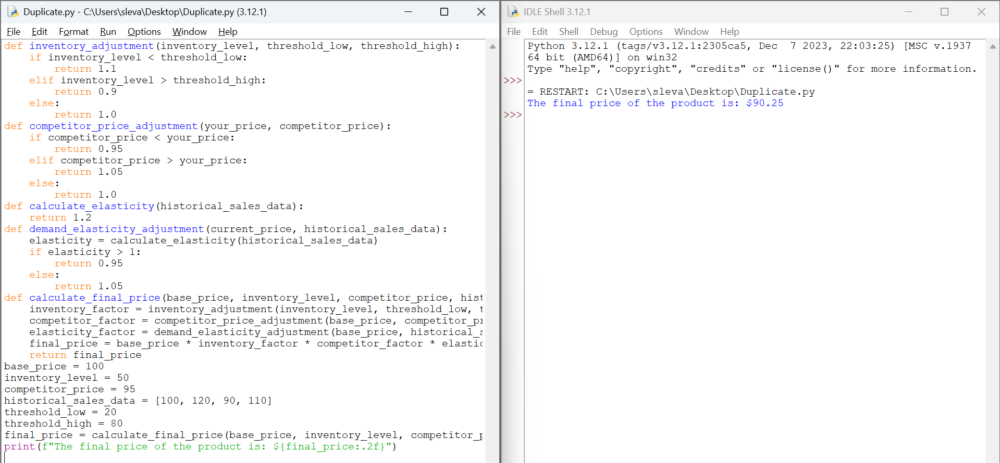 Duplicate.py - C:\Users\sleva\Desktop\Duplicate.py (3.12.1)
File Edit Format Run Options Window Help
def inventory_adjustment(inventory_level, threshold_low, threshold_high):
    if inventory_level < threshold_low:
        return 1.1
    elif inventory_level > threshold_high:
        return 0.9
    else:
        return 1.0
def competitor_price_adjustment(your_price, competitor_price):
    if competitor_price < your_price:
        return 0.95
    elif competitor_price > your_price:
        return 1.05
    else:
        return 1.0
def calculate_elasticity(historical_sales_data):
    return 1.2
def demand_elasticity_adjustment(current_price, historical_sales_data):
    elasticity = calculate_elasticity(historical_sales_data)
    if elasticity > 1:
        return 0.95
    else:
        return 1.05
def calculate_final_price(base_price, inventory_level, competitor_price, hist
    inventory_factor = inventory_adjustment(inventory_level, threshold_low, t
    competitor_factor = competitor_price_adjustment(base_price, competitor_pr
    elasticity_factor = demand_elasticity_adjustment(base_price, historical_s
    final_price = base_price * inventory_factor * competitor_factor * elastic
    return final_price
base_price = 100
inventory_level = 50
competitor_price = 95
historical_sales_data = [100, 120, 90, 110]
threshold_low = 20
threshold_high = 80
final_price = calculate_final_price(base_price, inventory_level, competitor_p
print(f"The final price of the product is: ${final_price:.2f}")
IDLE Shell 3.12.1
File Edit Shell Debug Options Window Help
Python 3.12.1 (tags/v3.12.1:2305ca5, Dec  7 2023, 22:03:25) [MSC v.1937
64 bit (AMD64)] on win32
Type "help", "copyright", "credits" or "license()" for more information.
>>>
= RESTART: C:\Users\sleva\Desktop\Duplicate.py
The final price of the product is: $90.25
>>>